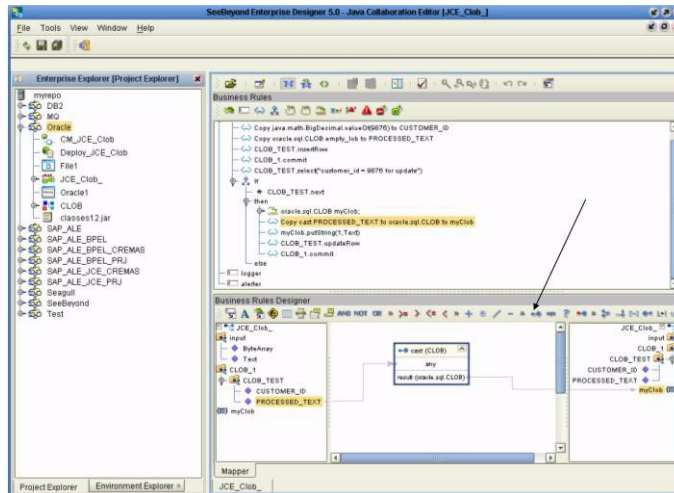 SeeBeyond Enterprise Designer 5.0 - Java Collaboration Editor [JCE_Clob_]
File Tools View Window Help
Enterprise Explorer [Project Explorer]
myrepo
DB2
MQ
Oracle
CM_JCE_Clob
Deploy_JCE_Clob
File1
JCE_Clob_
Oracle1
CLOB
classes12.jar
SAP_ALE
SAP_ALE_BPEL
SAP_ALE_BPEL_CREMAS
SAP_ALE_BPEL_PRJ
SAP_ALE_JCE_CREMAS
SAP_ALE_JCE_PRJ
Seagull
SeeBeyond
Test
Project Explorer
Environment Explorer
Business Rules
Copy java.math.BigDecimal.valueOf(9876) to CUSTOMER_ID
Copy oracle.sql.CLOB.empty_lob to PROCESSED_TEXT
CLOB_TEST.insertRow
CLOB_1.commit
CLOB_TEST.select("customer_id = 9876 for update")
if
CLOB_TEST.next
then
oracle.sql.CLOB myClob;
Copy cast PROCESSED_TEXT to oracle.sql.CLOB to myClob
myClob.putString(1,Text)
CLOB_TEST.updateRow
CLOB_1.commit
else
logger
alerter
Business Rules Designer
AND NOT OR
JCE_Clob_
input
ByteArray
Text
CLOB_1
CLOB_TEST
CUSTOMER_ID
PROCESSED_TEXT
myClob
cast (CLOB)
any
result (oracle.sql.CLOB)
JCE_Clob_
input
CLOB_1
CLOB_TEST
CUSTOMER_ID
PROCESSED_TEXT
myClob
Mapper
JCE_Clob_